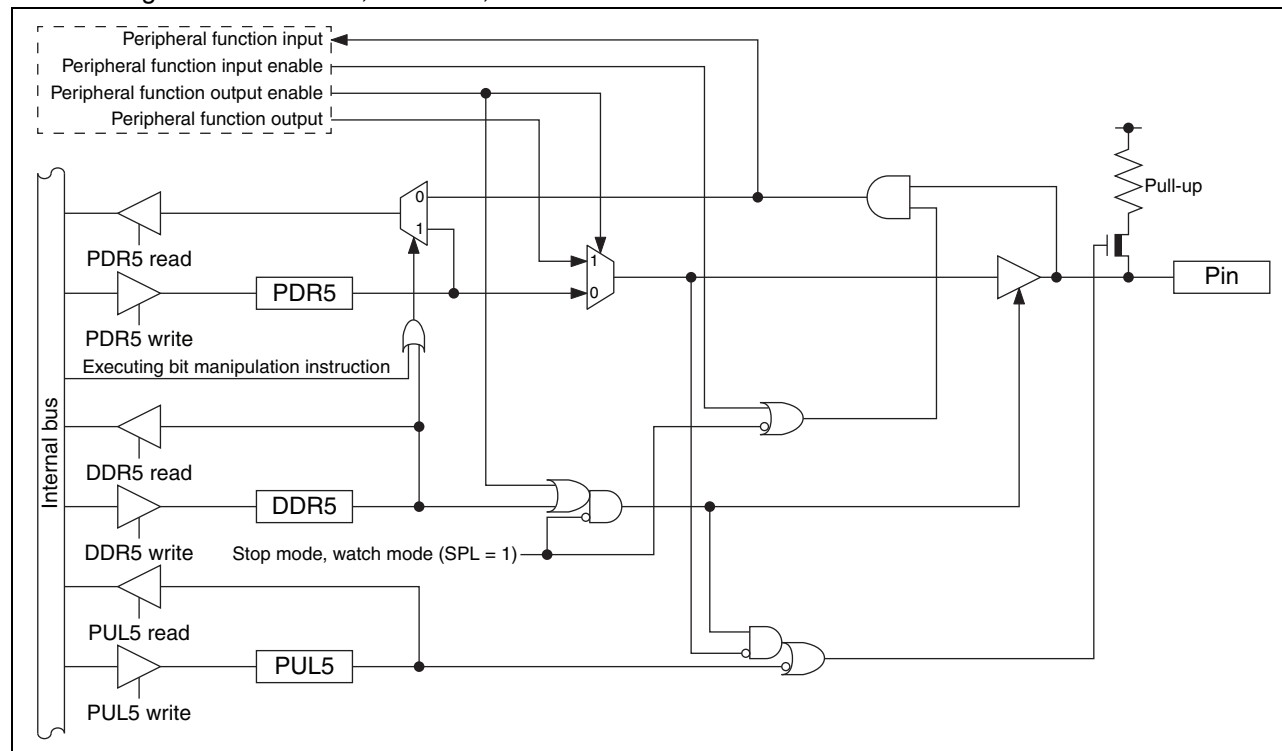 Peripheral function input
Peripheral function input enable
Peripheral function output enable
Peripheral function output
Pull-up
0
1
PDR5 read
1
PDR5
0
Pin
PDR5 write
Executing bit manipulation instruction
Internal bus
DDR5 read
DDR5
DDR5 write
Stop mode, watch mode (SPL = 1)
PUL5 read
PUL5
PUL5 write